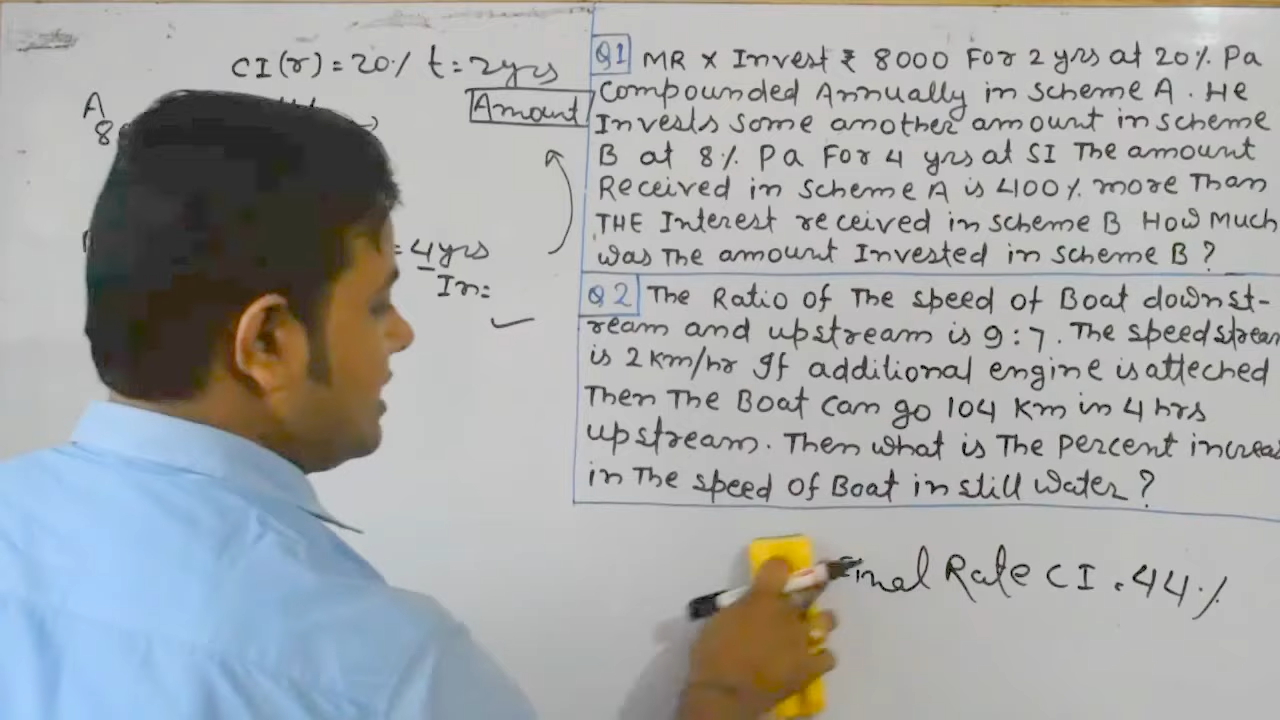 CI(r) = 20% t = 2yrs
A
8
Amount
= 4yrs
In:
Q1 MR X Invest ₹ 8000 For 2 yrs at 20% Pa
Compounded Annually in scheme A. He
Invests some another amount in scheme
B at 8% Pa For 4 yrs at SI The amount
Received in scheme A is 400% more Than
THE Interest received in scheme B How Much
was The amount Invested in scheme B?
Q2 The Ratio of The speed of Boat downst-
ream and upstream is 9:7. The speed strea
is 2 km/hr If additional engine is atteched
Then The Boat can go 104 Km in 4 hrs
upstream. Then what is The percent increa
in The speed of Boat in still water?
Final Rate CI = 44%